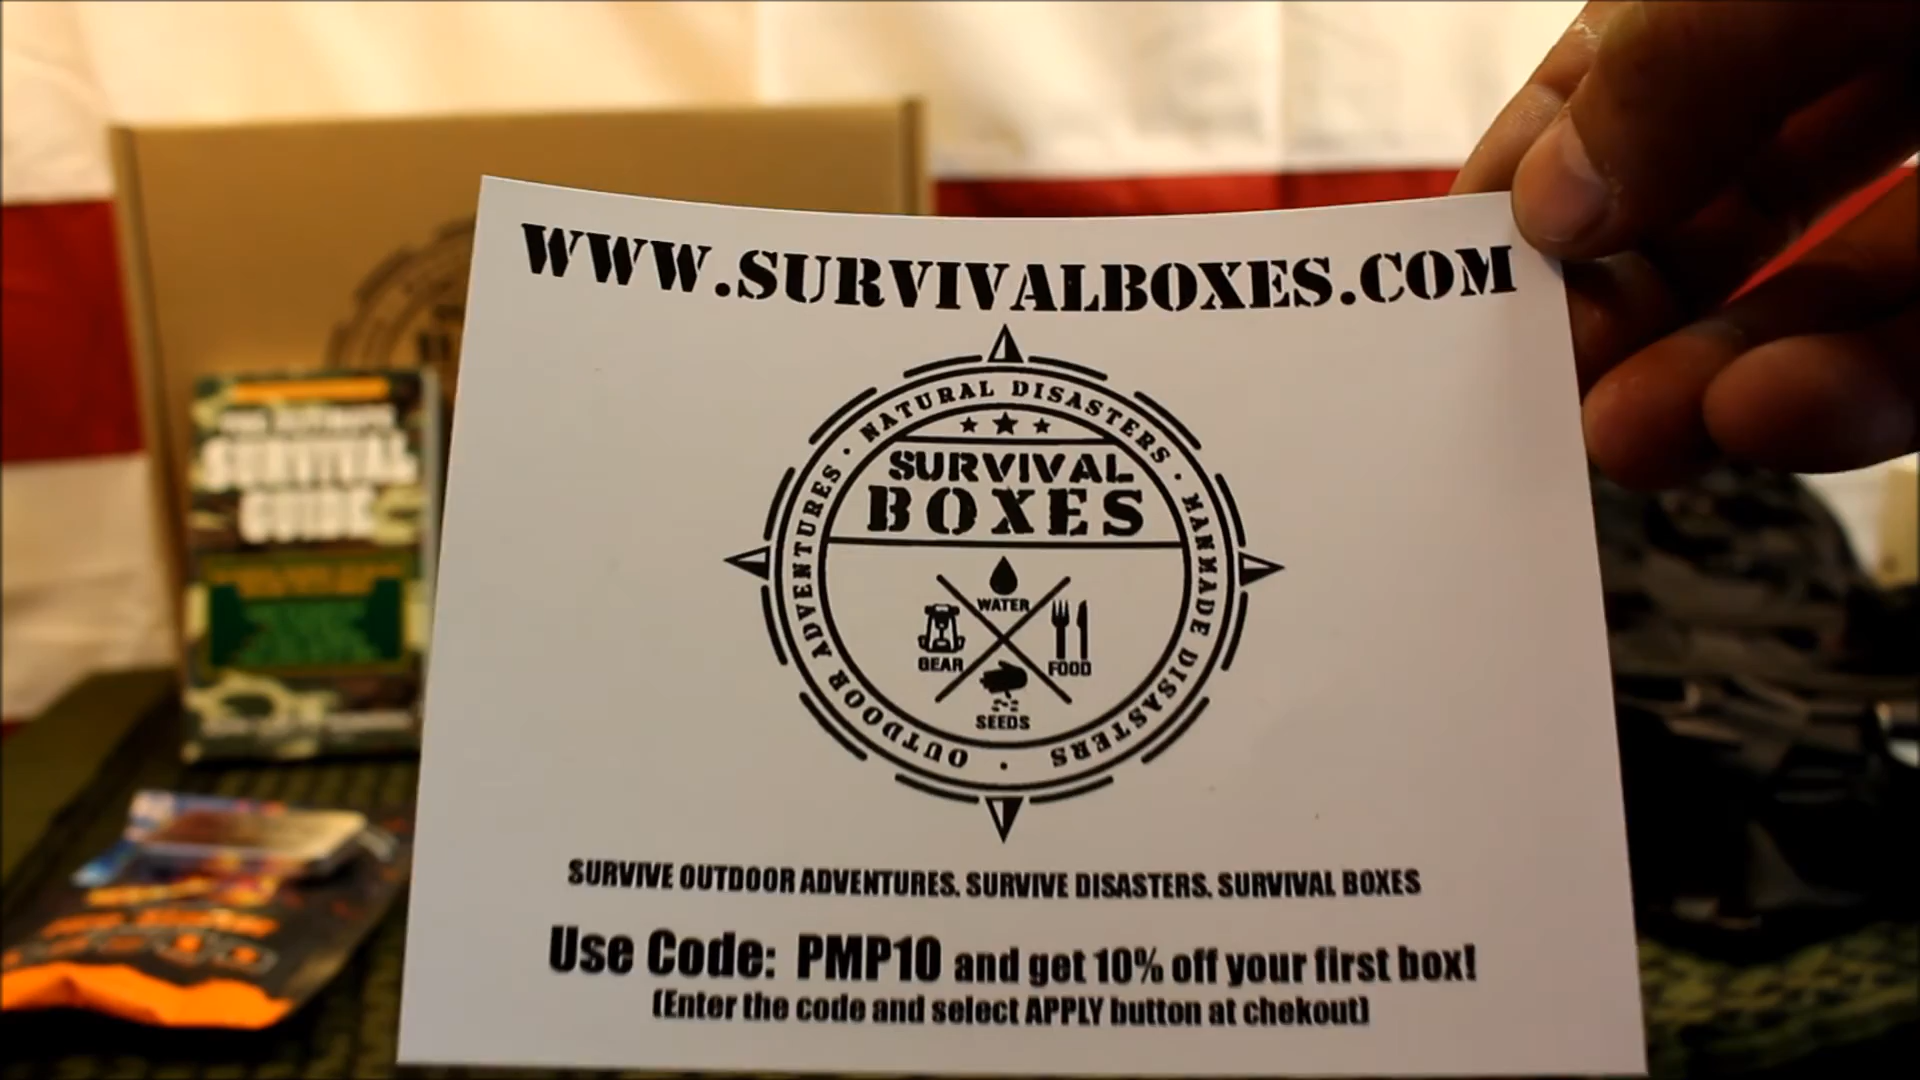 WWW.SURVIVALBOXES.COM
NATURAL DISASTERS · MANMADE DISASTERS · OUTDOOR ADVENTURES ·
SURVIVAL
BOXES
WATER
GEAR
FOOD
SEEDS
SURVIVE OUTDOOR ADVENTURES. SURVIVE DISASTERS. SURVIVAL BOXES
Use Code: PMP10 and get 10% off your first box!
(Enter the code and select APPLY button at chekout)
THE ULTIMATE
SURVIVAL
GUIDE